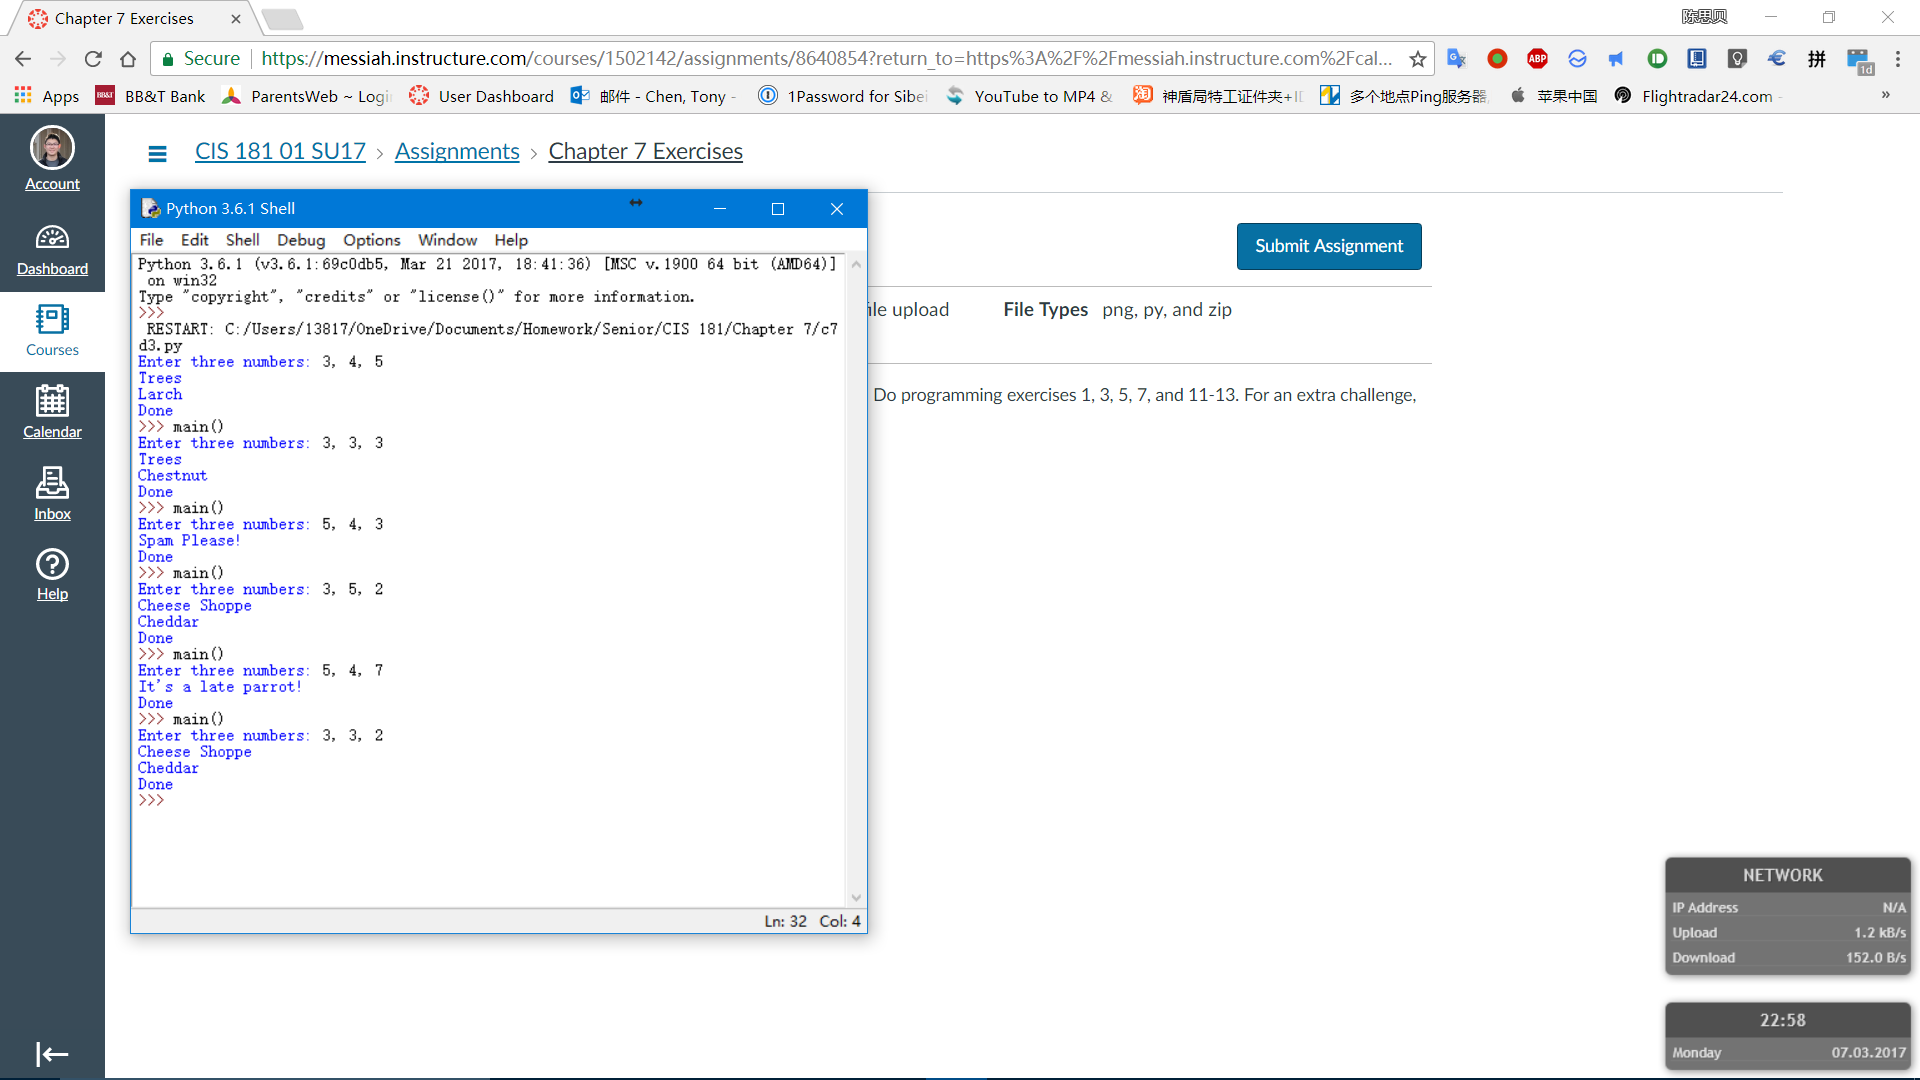 Chapter 7 Exercises
陈思贝
Secure
https://messiah.instructure.com/courses/1502142/assignments/8640854?return_to=https%3A%2F%2Fmessiah.instructure.com%2Fcal...
ABP
拼
1d
Apps
BB&T BB&T Bank
ParentsWeb ~ Logi
User Dashboard
邮件 - Chen, Tony -
1Password for Sibei
YouTube to MP4 &
淘 神盾局特工证件夹+I
多个地点Ping服务器,
苹果中国
Flightradar24.com -
»
Account
Dashboard
Courses
Calendar
Inbox
Help
CIS 181 01 SU17 › Assignments › Chapter 7 Exercises
Submit Assignment
ile upload File Types png, py, and zip
Do programming exercises 1, 3, 5, 7, and 11-13. For an extra challenge,
Python 3.6.1 Shell
File Edit Shell Debug Options Window Help
Python 3.6.1 (v3.6.1:69c0db5, Mar 21 2017, 18:41:36) [MSC v.1900 64 bit (AMD64)]
on win32
Type "copyright", "credits" or "license()" for more information.
>>>
RESTART: C:/Users/13817/OneDrive/Documents/Homework/Senior/CIS 181/Chapter 7/c7
d3.py
Enter three numbers: 3, 4, 5
Trees
Larch
Done
>>> main()
Enter three numbers: 3, 3, 3
Trees
Chestnut
Done
>>> main()
Enter three numbers: 5, 4, 3
Spam Please!
Done
>>> main()
Enter three numbers: 3, 5, 2
Cheese Shoppe
Cheddar
Done
>>> main()
Enter three numbers: 5, 4, 7
It's a late parrot!
Done
>>> main()
Enter three numbers: 3, 3, 2
Cheese Shoppe
Cheddar
Done
>>>
Ln: 32 Col: 4
NETWORK
IP Address N/A
Upload 1.2 kB/s
Download 152.0 B/s
22:58
Monday 07.03.2017